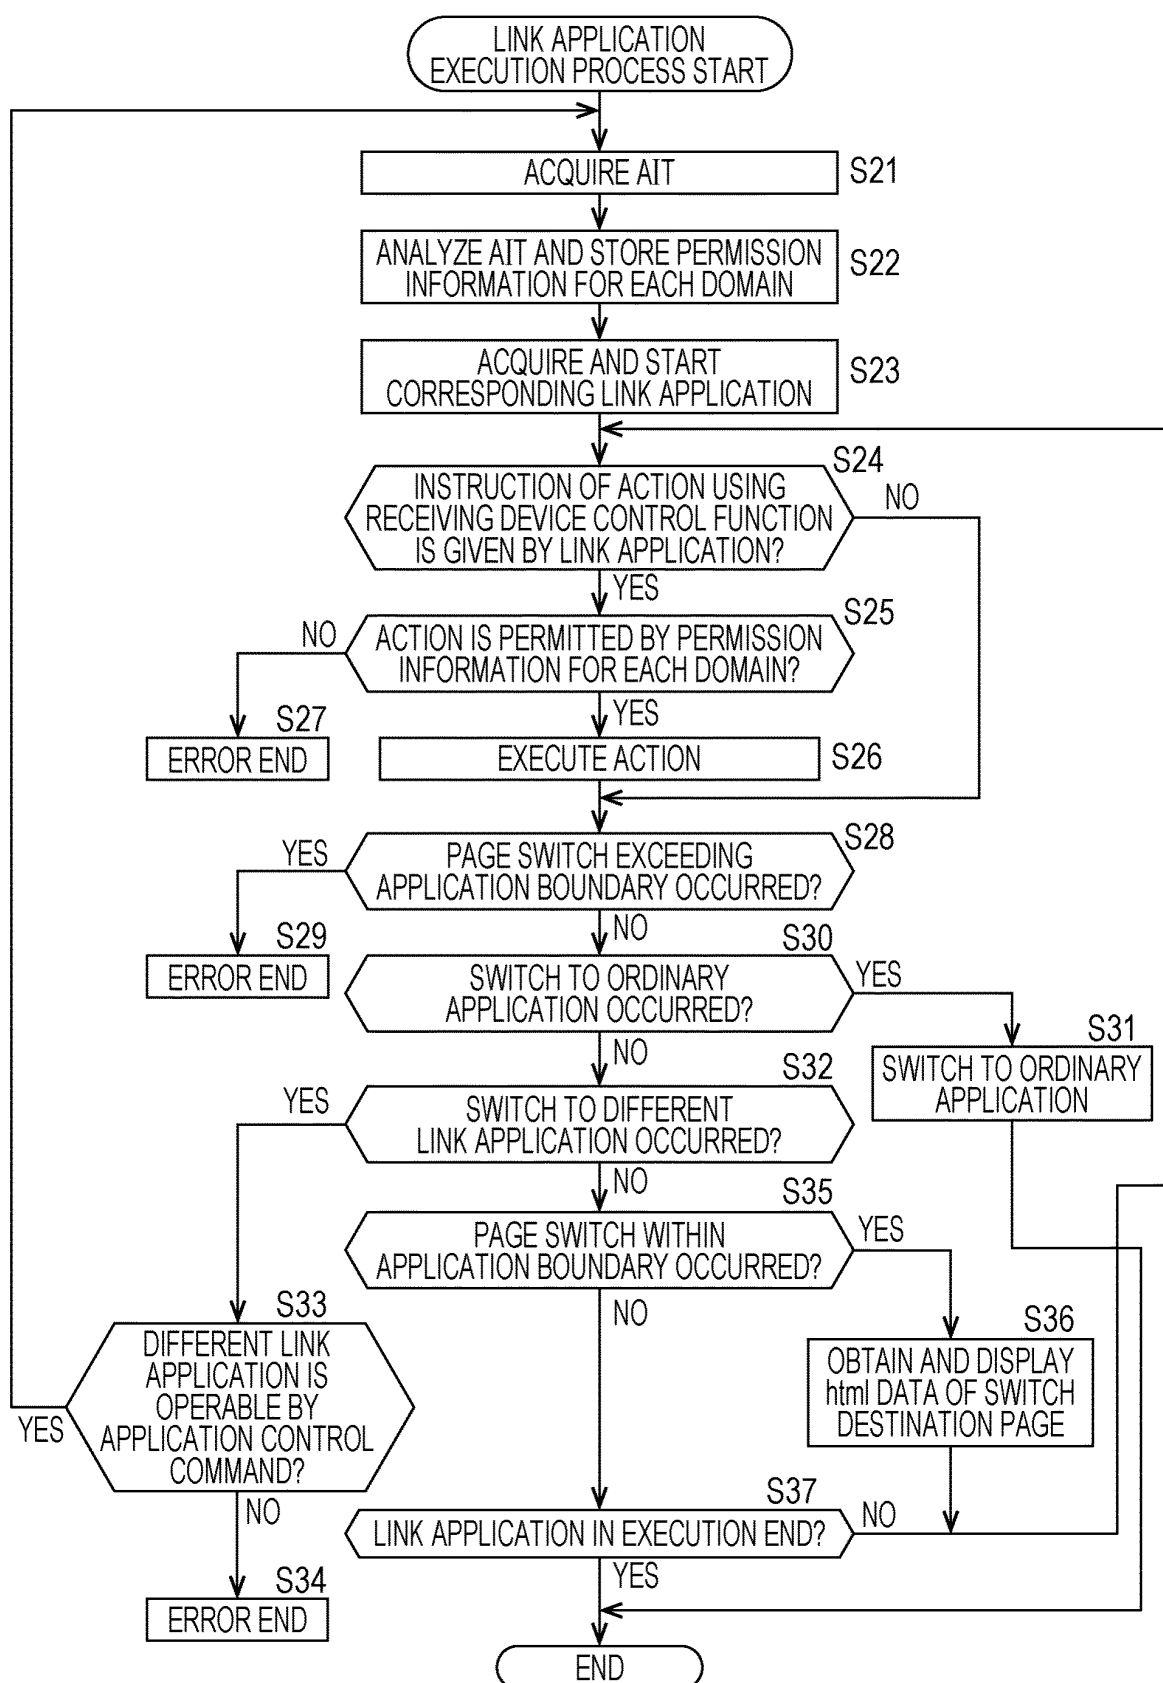 LINK APPLICATION
EXECUTION PROCESS START
ACQUIRE AIT
S21
ANALYZE AIT AND STORE PERMISSION
INFORMATION FOR EACH DOMAIN
S22
ACQUIRE AND START
CORRESPONDING LINK APPLICATION
S23
S24
INSTRUCTION OF ACTION USING
RECEIVING DEVICE CONTROL FUNCTION
IS GIVEN BY LINK APPLICATION?
NO
YES
S25
NO
ACTION IS PERMITTED BY PERMISSION
INFORMATION FOR EACH DOMAIN?
YES
S27
ERROR END
EXECUTE ACTION
S26
S28
YES
PAGE SWITCH EXCEEDING
APPLICATION BOUNDARY OCCURRED?
NO
S29
ERROR END
S30
SWITCH TO ORDINARY
APPLICATION OCCURRED?
YES
NO
S31
SWITCH TO ORDINARY
APPLICATION
S32
YES
SWITCH TO DIFFERENT
LINK APPLICATION OCCURRED?
NO
S35
PAGE SWITCH WITHIN
APPLICATION BOUNDARY OCCURRED?
YES
NO
S33
DIFFERENT LINK
APPLICATION IS
OPERABLE BY
APPLICATION CONTROL
COMMAND?
YES
NO
S36
OBTAIN AND DISPLAY
html DATA OF SWITCH
DESTINATION PAGE
S37
LINK APPLICATION IN EXECUTION END?
NO
YES
S34
ERROR END
END